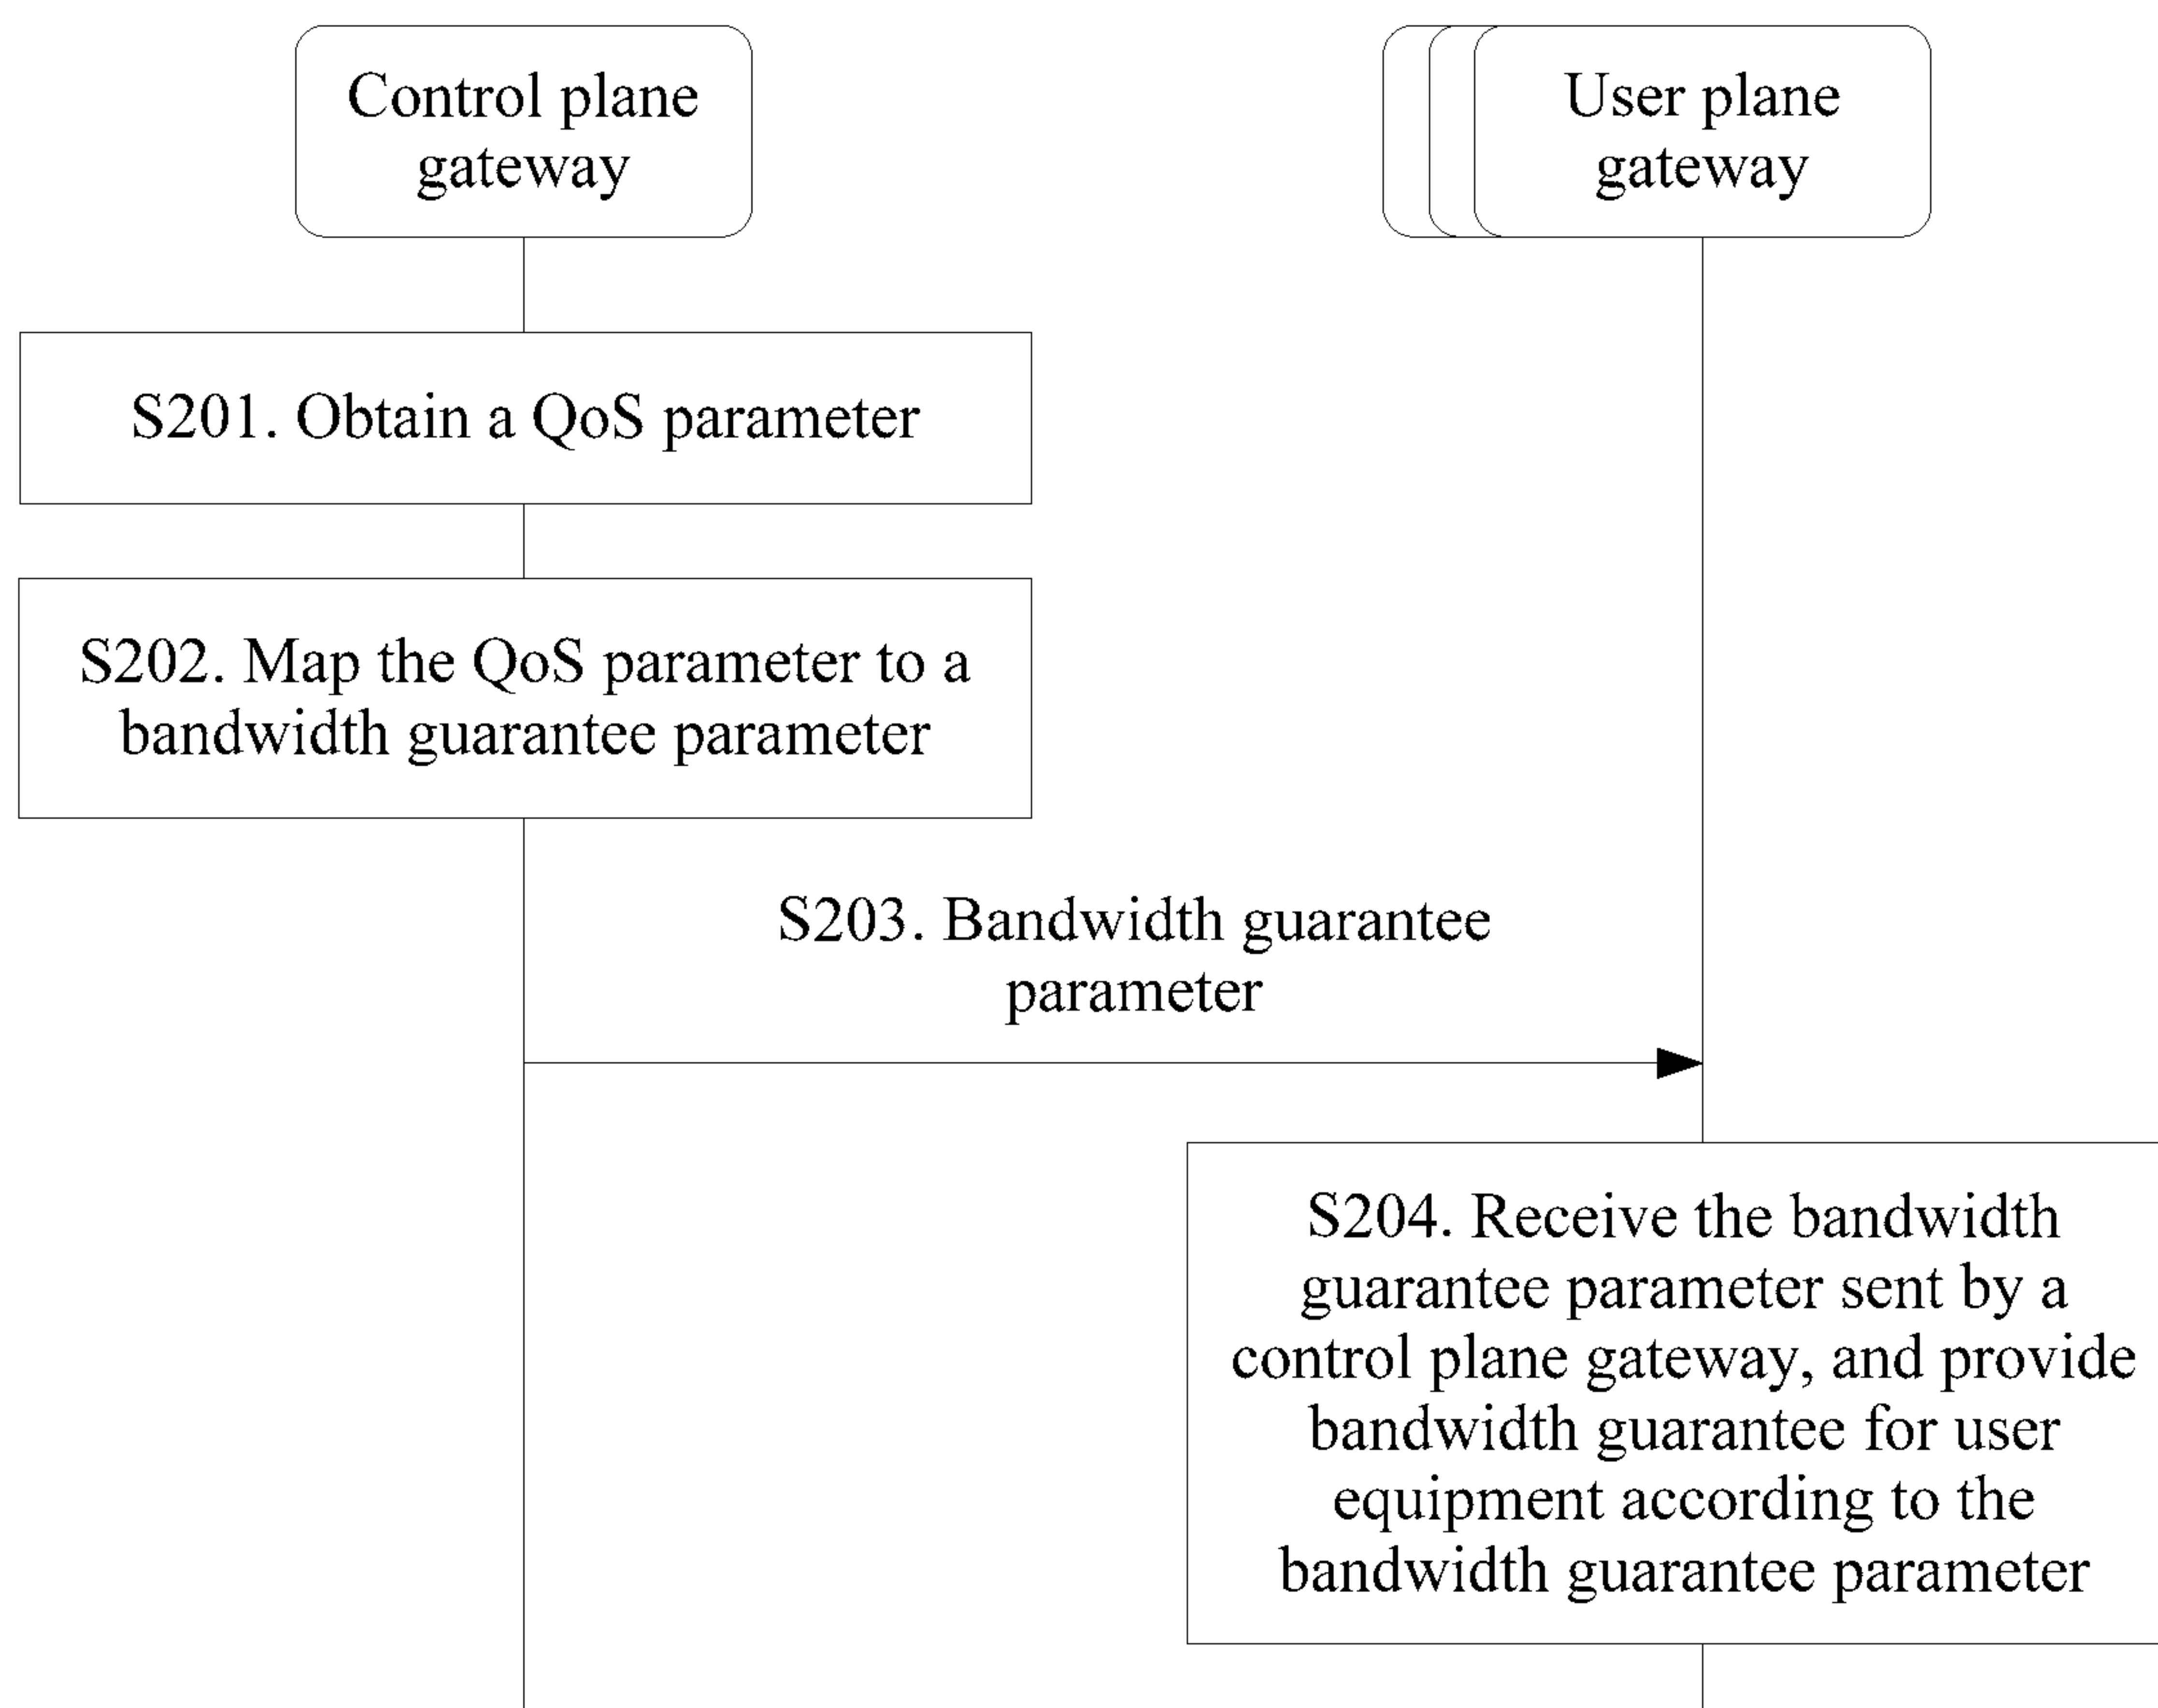 Control plane
gateway
User plane
gateway
S201. Obtain a QoS parameter
S202. Map the QoS parameter to a
bandwidth guarantee parameter
S203. Bandwidth guarantee
parameter
S204. Receive the bandwidth
guarantee parameter sent by a
control plane gateway, and provide
bandwidth guarantee for user
equipment according to the
bandwidth guarantee parameter